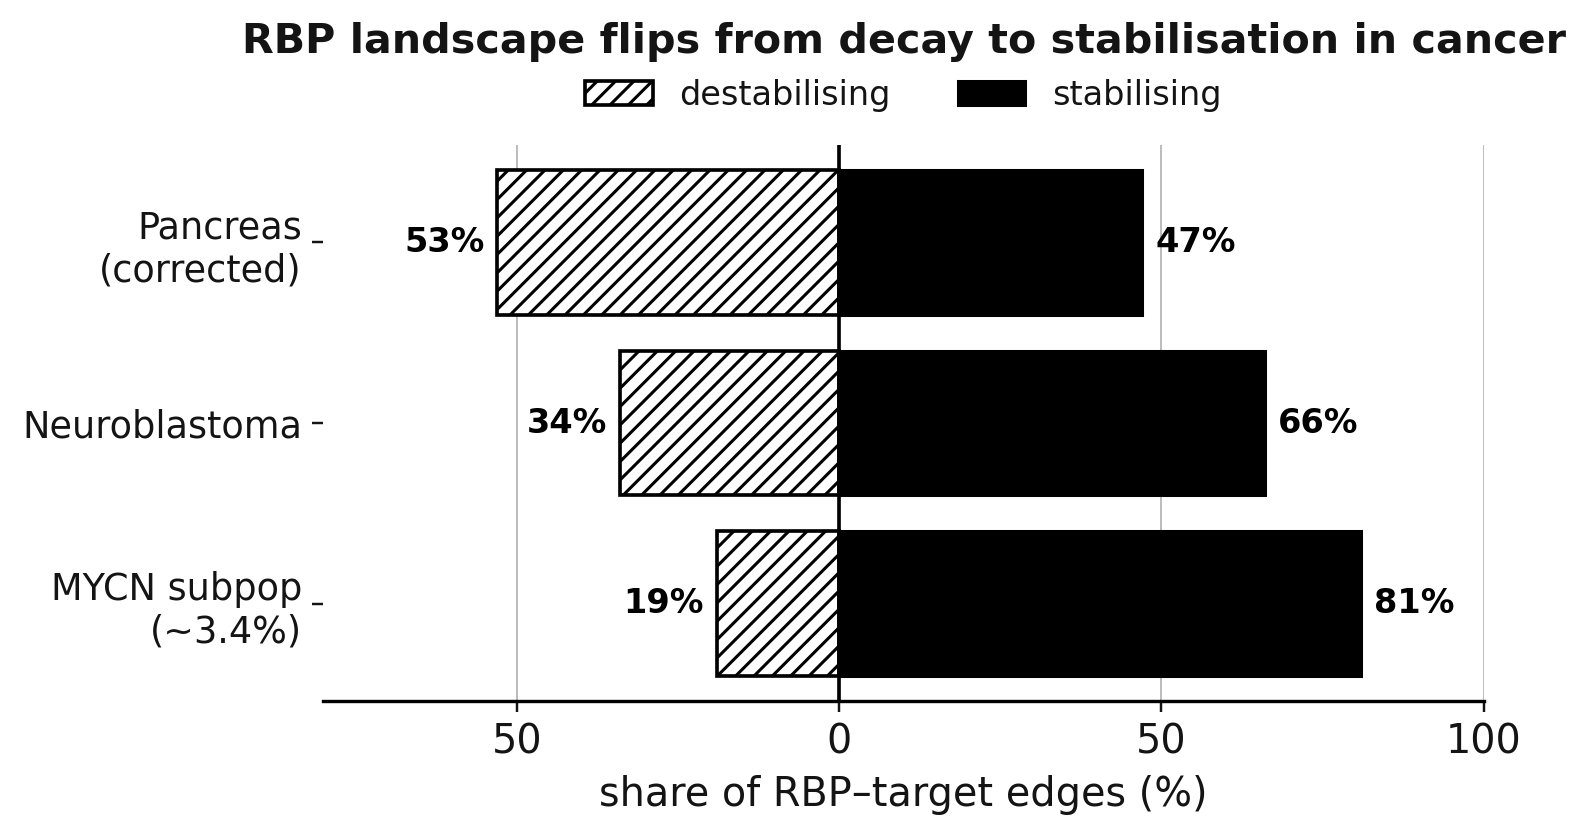 RBP landscape flips from decay to stabilisation in cancer
destabilising stabilising
Pancreas
(corrected)
53% 47%
Neuroblastoma
34% 66%
MYCN subpop
(~3.4%)
19% 81%
50 0 50 100
share of RBP–target edges (%)